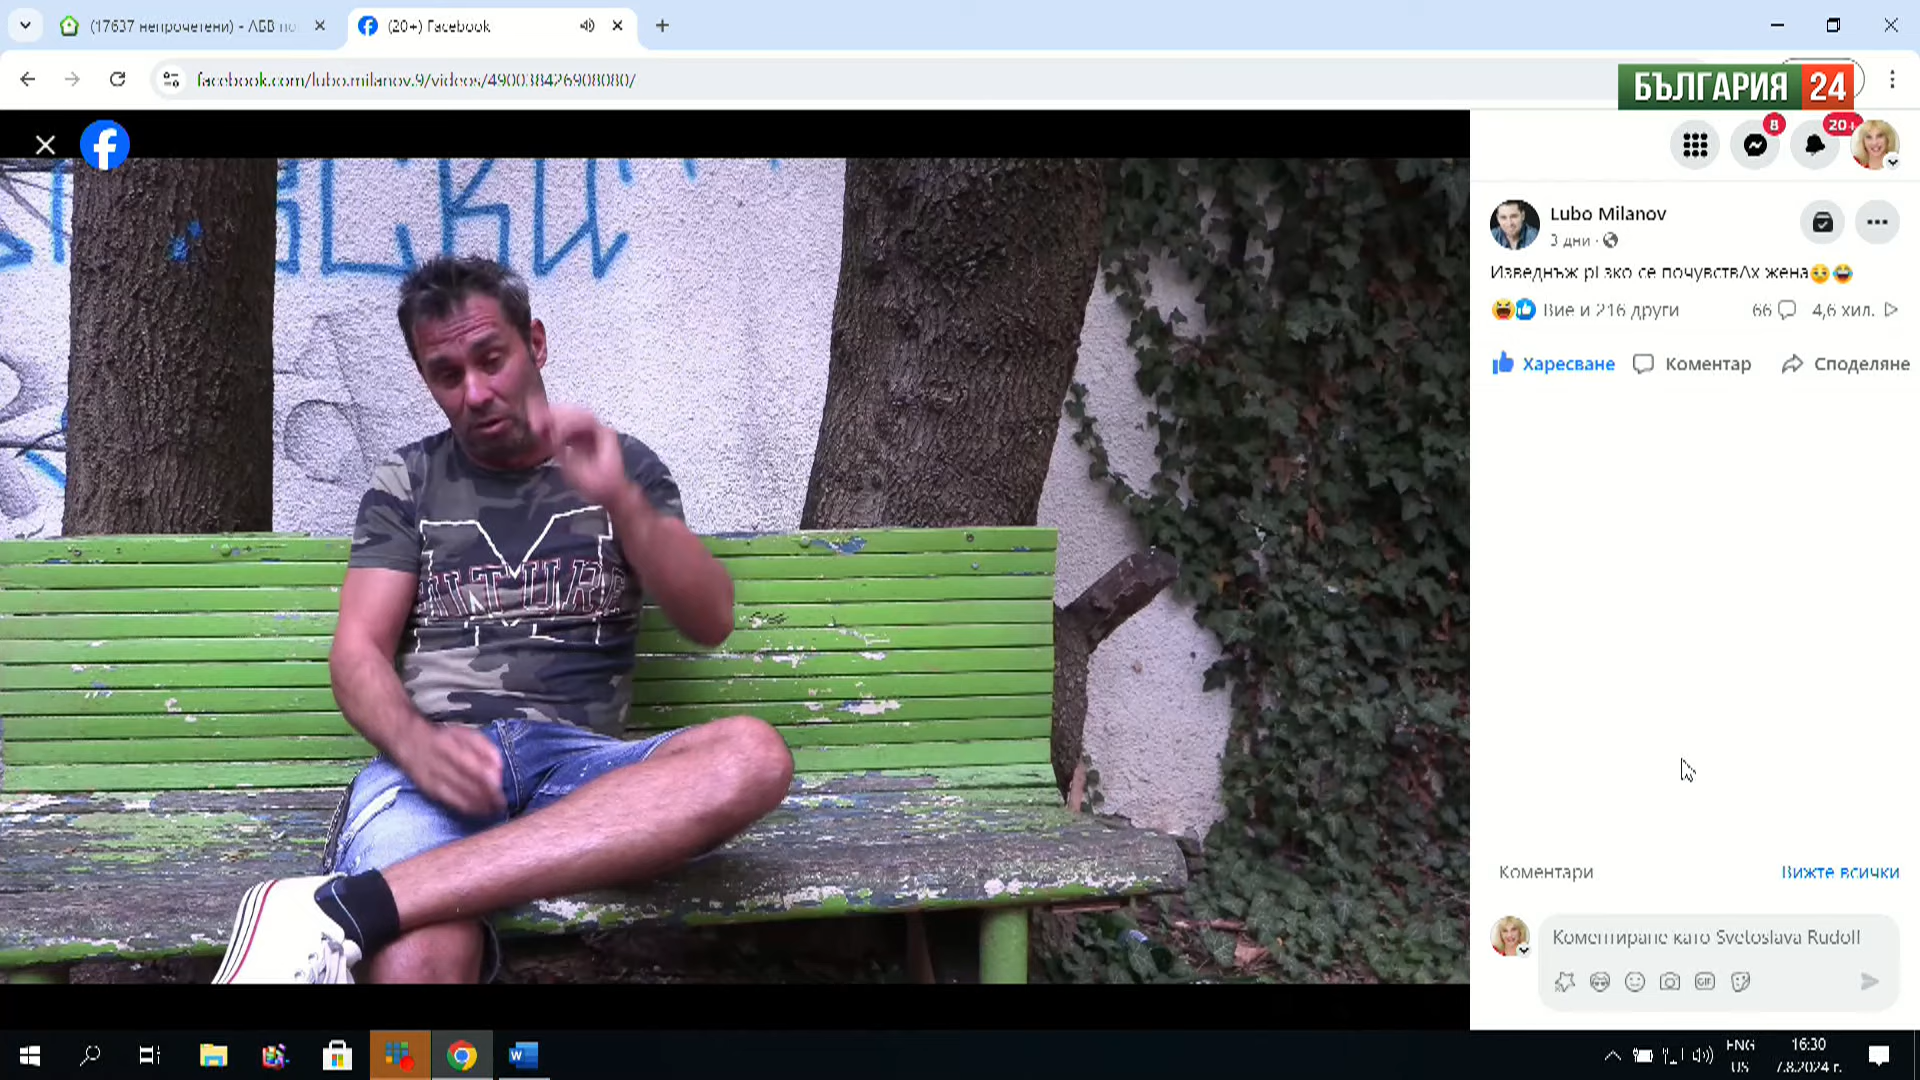 (17637 непрочетени) - АБВ по
(20+) Facebook
facebook.com/lubo.milanov.9/videos/490038426908080/
БЪЛГАРИЯ 24
8
20+
Lubo Milanov
3 дни
Изведнъж рязко се почувствах жена
Вие и 216 други
66
4,6 хил.
Харесване
Коментар
Споделяне
Коментари
Вижте всички
Коментиране като Svetoslava Rudolf
GIF
ENG
US
16:30
7.8.2024 г.